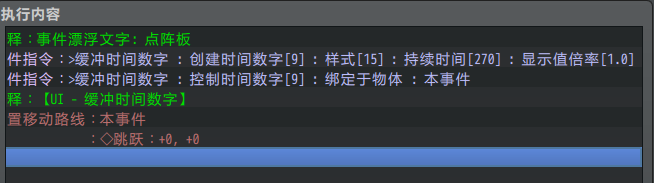 执行内容
释：事件漂浮文字: 点阵板
件指令：>缓冲时间数字 : 创建时间数字[9] : 样式[15] : 持续时间[270] : 显示值倍率[1.0]
件指令：>缓冲时间数字 : 控制时间数字[9] : 绑定于物体 : 本事件
释：【UI - 缓冲时间数字】
置移动路线：本事件
：◇跳跃：+0, +0